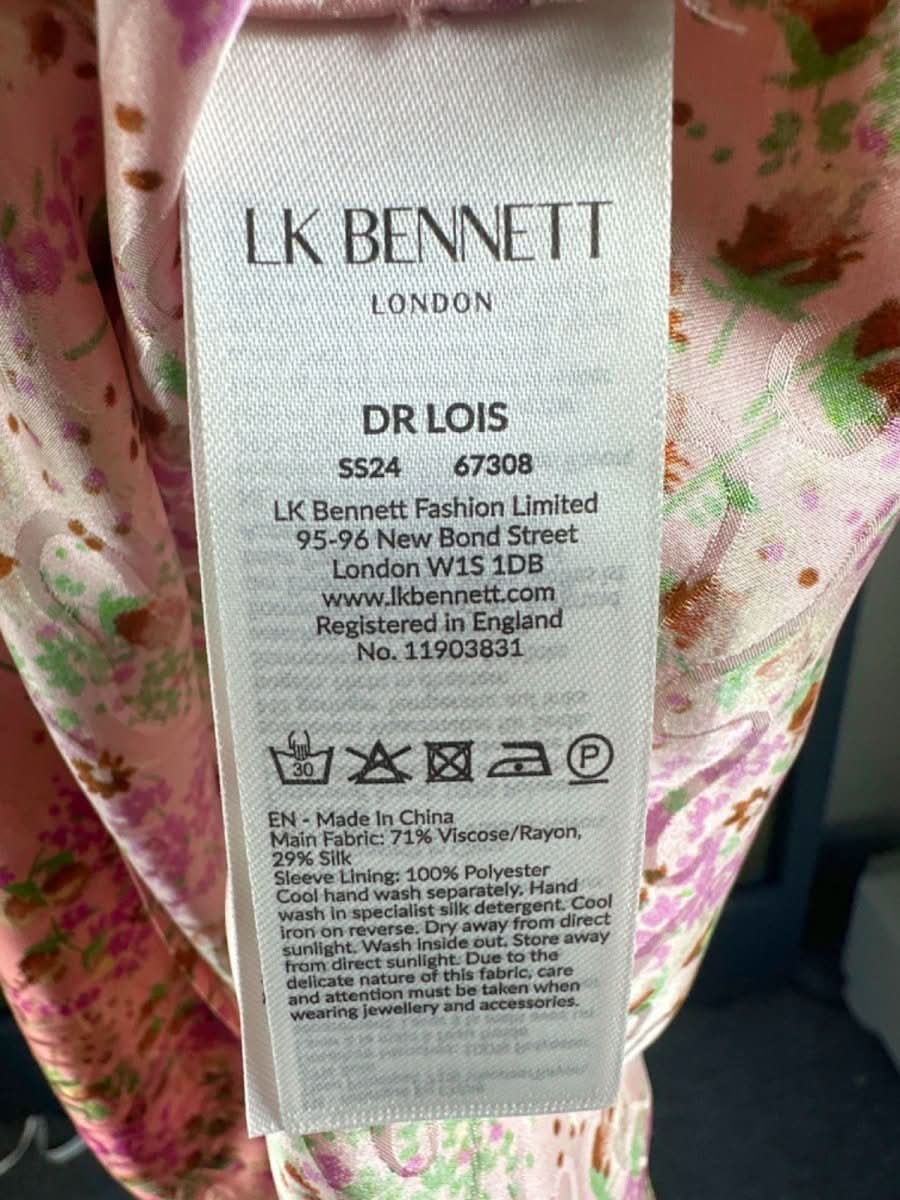 LK BENNETT
LONDON
DR LOIS
SS24 67308
LK Bennett Fashion Limited
95-96 New Bond Street
London W1S 1DB
www.lkbennett.com
Registered in England
No. 11903831
30
P
EN - Made In China
Main Fabric: 71% Viscose/Rayon,
29% Silk
Sleeve Lining: 100% Polyester
Cool hand wash separately. Hand
wash in specialist silk detergent. Cool
iron on reverse. Dry away from direct
sunlight. Wash inside out. Store away
from direct sunlight. Due to the
delicate nature of this fabric, care
and attention must be taken when
wearing jewellery and accessories.